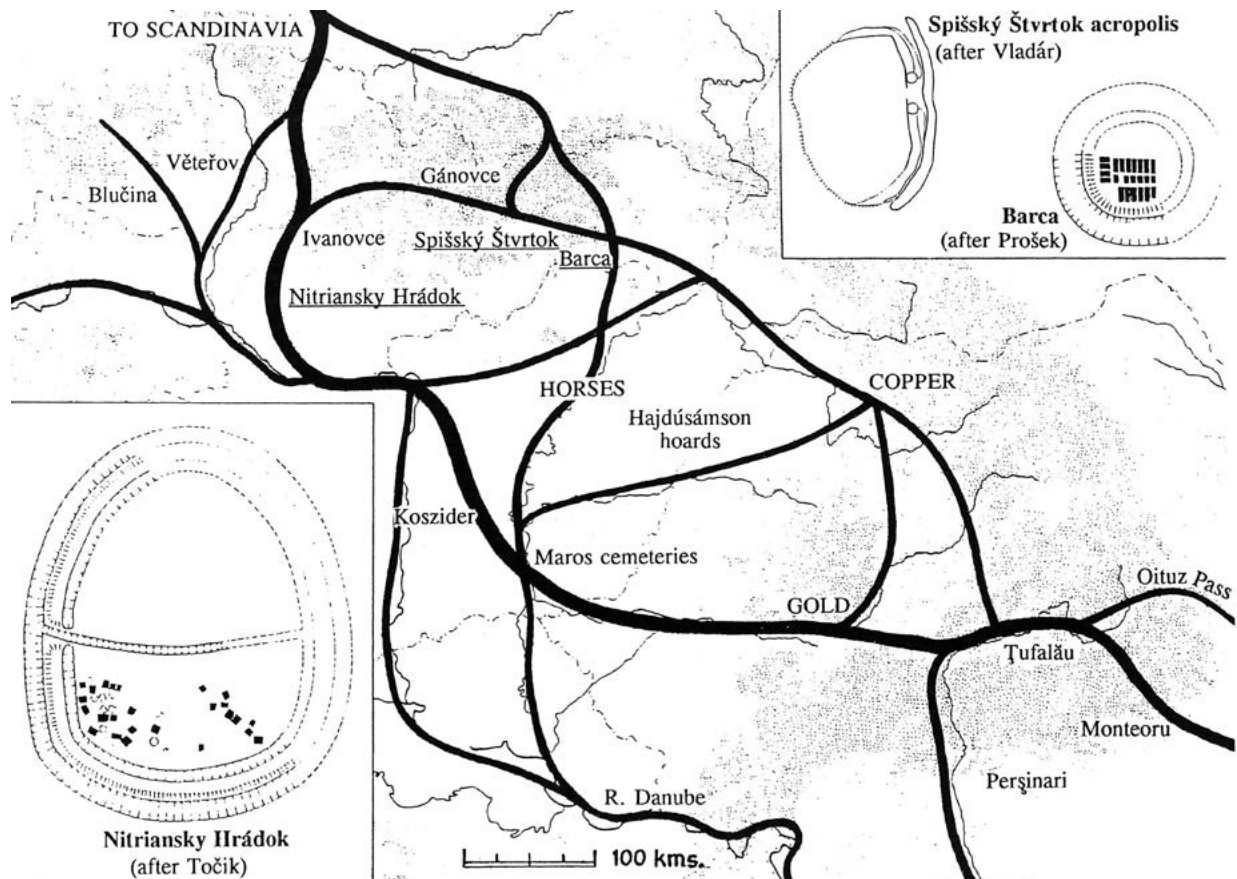 TO SCANDINAVIA
Spišský Štvrtok acropolis
(after Vladár)
Věteřov
Blučina
Gánovce
Ivanovce
Spišský Štvrtok
Barca
Barca
(after Prošek)
Nitriansky Hrádok
HORSES
COPPER
Hajdúsámson
hoards
Koszider
Maros cemeteries
GOLD
Oituz Pass
Ţufalău
Monteoru
Perşinari
R. Danube
100 kms.
Nitriansky Hrádok
(after Točik)